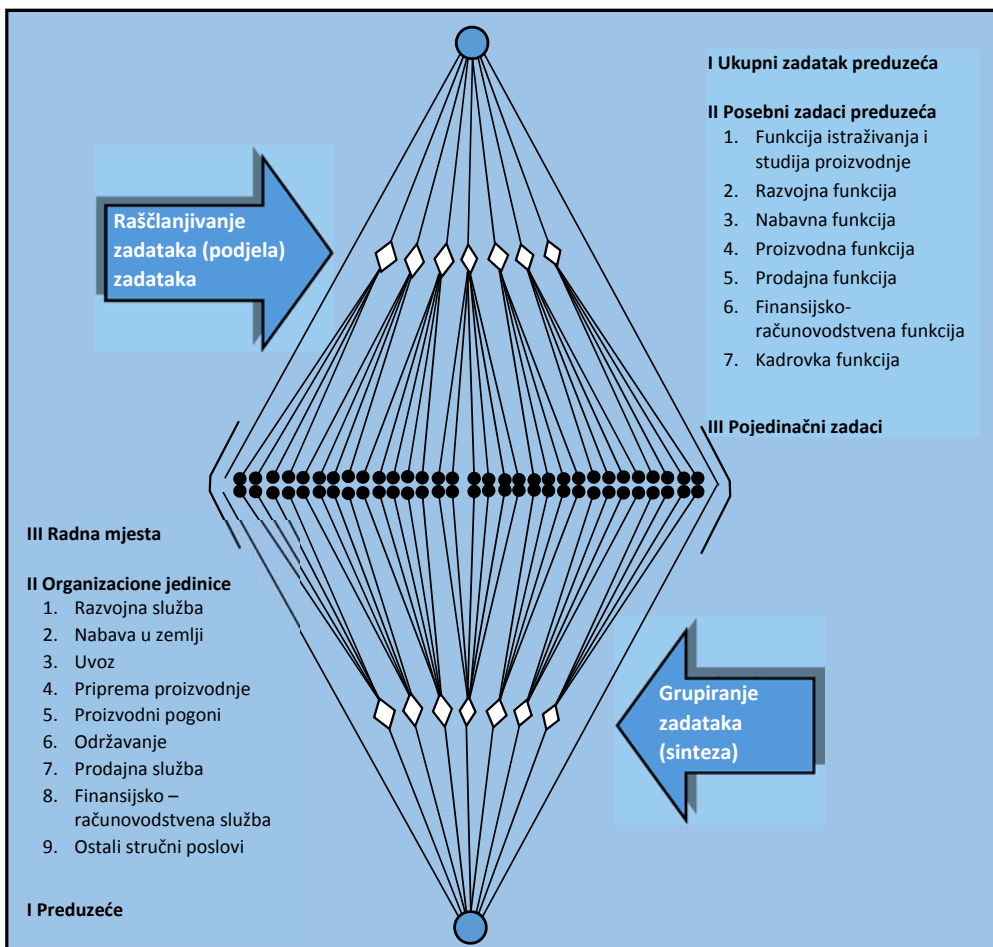 I Ukupni zadatak preduzeća
II Posebni zadaci preduzeća
1. Funkcija istraživanja i
studija proizvodnje
2. Razvojna funkcija
3. Nabavna funkcija
4. Proizvodna funkcija
5. Prodajna funkcija
6. Finansijsko-
računovodstvena funkcija
7. Kadrovka funkcija
III Pojedinačni zadaci
Raščlanjivanje
zadataka (podjela)
zadataka
III Radna mjesta
II Organizacione jedinice
1. Razvojna služba
2. Nabava u zemlji
3. Uvoz
4. Priprema proizvodnje
5. Proizvodni pogoni
6. Održavanje
7. Prodajna služba
8. Finansijsko –
računovodstvena služba
9. Ostali stručni poslovi
I Preduzeće
Grupiranje
zadataka
(sinteza)